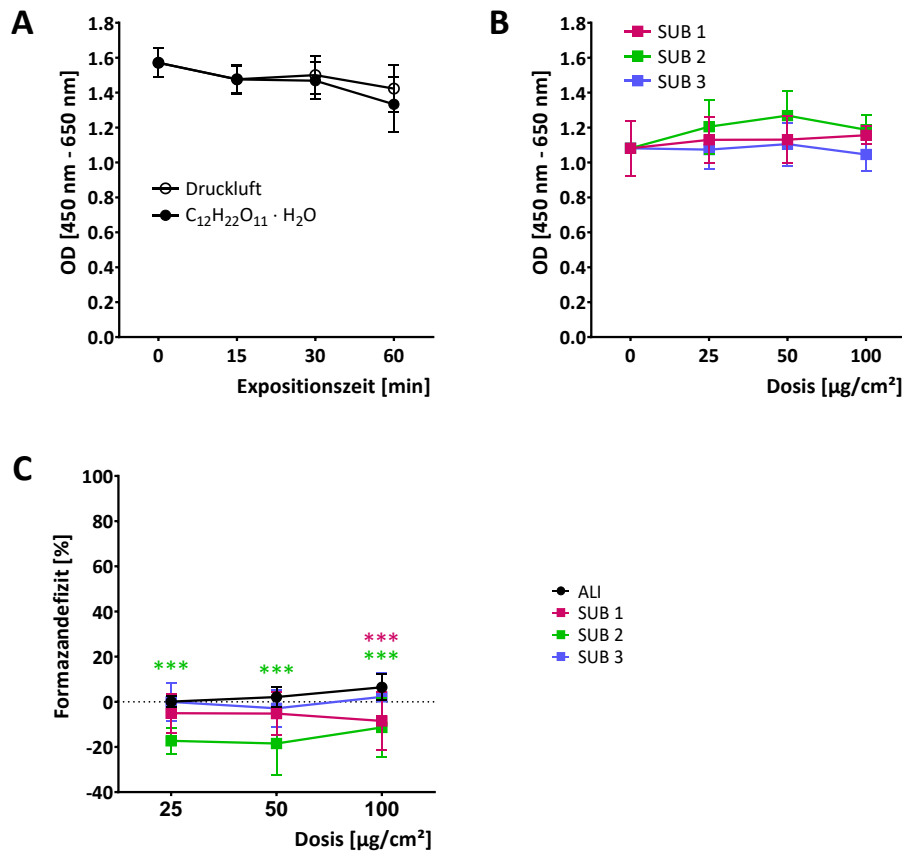 A
OD [450 nm - 650 nm]
1.8
1.6
1.4
1.2
1.0
0.8
0.6
0.4
0.2
0.0
Druckluft
C₁₂H₂₂O₁₁ · H₂O
0 15 30 60
Expositionszeit [min]
B
OD [450 nm - 650 nm]
1.8
1.6
1.4
1.2
1.0
0.8
0.6
0.4
0.2
0.0
SUB 1
SUB 2
SUB 3
0 25 50 100
Dosis [µg/cm²]
C
Formazandefizit [%]
100
80
60
40
20
0
-20
-40
***
*** *** ***
25 50 100
Dosis [µg/cm²]
ALI
SUB 1
SUB 2
SUB 3